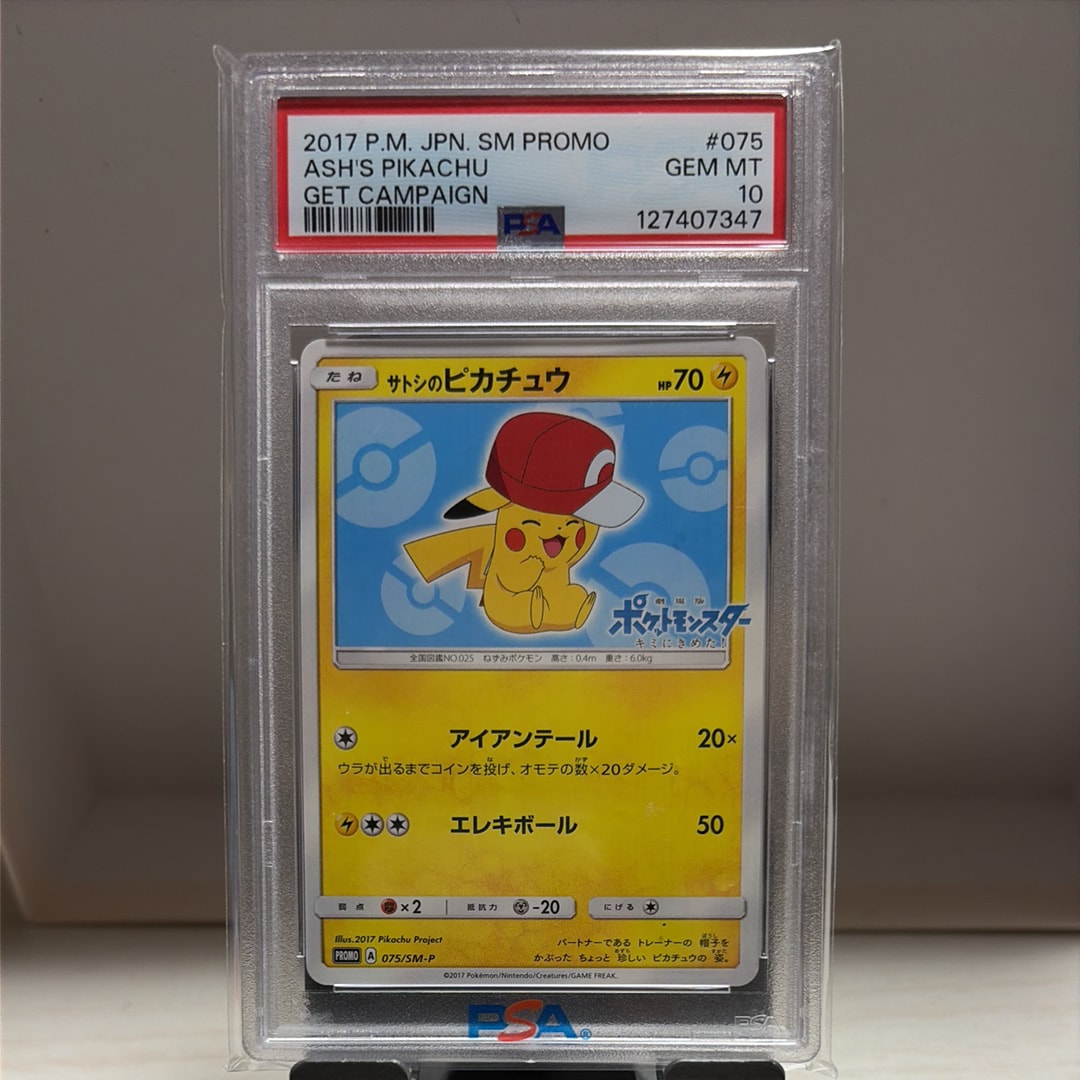 2017 P.M. JPN. SM PROMO #075
ASH'S PIKACHU GEM MT
GET CAMPAIGN 10
PSA 127407347
たね サトシのピカチュウ HP70
劇場版
ポケットモンスター
キミにきめた!
全国図鑑NO.025 ねずみポケモン 高さ:0.4m 重さ:6.0kg
アイアンテール 20×
ウラが出るまでコインを投げ、オモテの数×20ダメージ。
エレキボール 50
弱点 ×2 抵抗力 -20 にげる
Illus.2017 Pikachu Project
パートナーである トレーナーの 帽子を
かぶった ちょっと 珍しい ピカチュウの 姿。
PROMO A 075/SM-P
©2017 Pokémon/Nintendo/Creatures/GAME FREAK.
PSA®
PSA